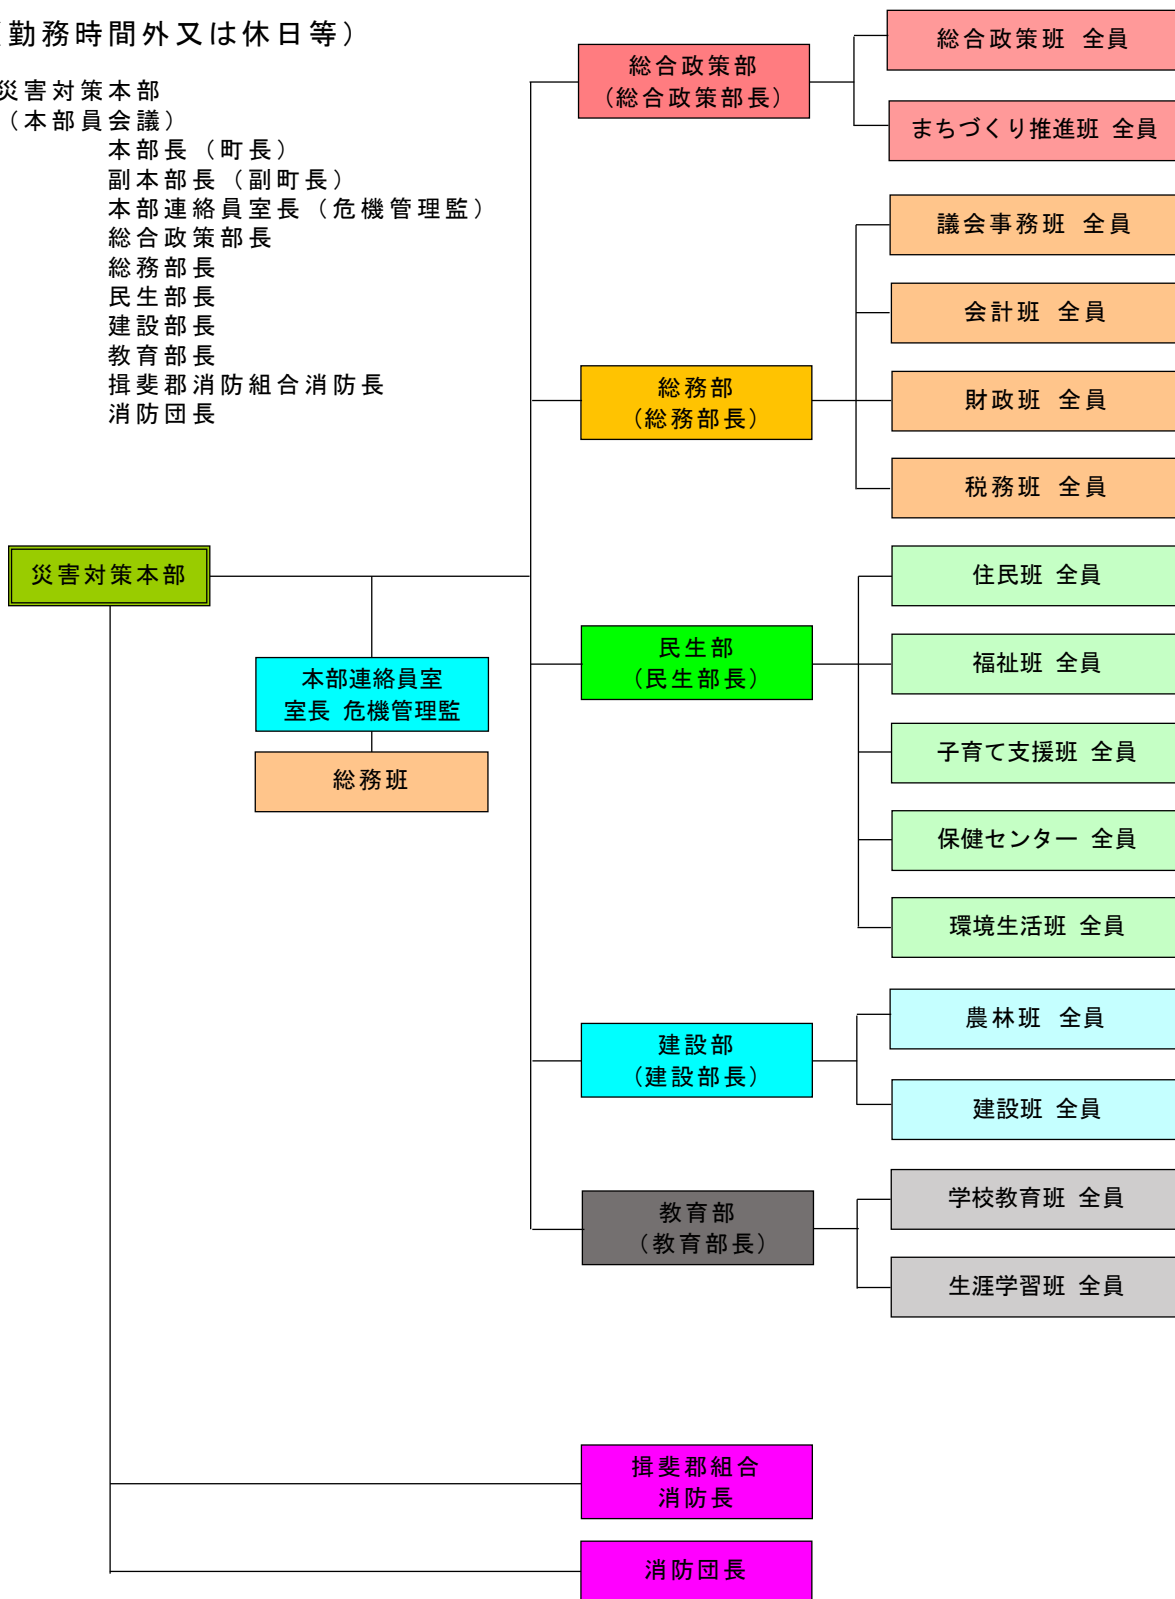 （勤務時間外又は休日等）
災害対策本部
（本部員会議）
本部長（町長）
副本部長（副町長）
本部連絡員室長（危機管理監）
総合政策部長
総務部長
民生部長
建設部長
教育部長
揖斐郡消防組合消防長
消防団長
災害対策本部
本部連絡員室
室長 危機管理監
総務班
総合政策部
（総合政策部長）
総合政策班 全員
まちづくり推進班 全員
総務部
（総務部長）
議会事務班 全員
会計班 全員
財政班 全員
税務班 全員
民生部
（民生部長）
住民班 全員
福祉班 全員
子育て支援班 全員
保健センター 全員
環境生活班 全員
建設部
（建設部長）
農林班 全員
建設班 全員
教育部
（教育部長）
学校教育班 全員
生涯学習班 全員
揖斐郡組合
消防長
消防団長